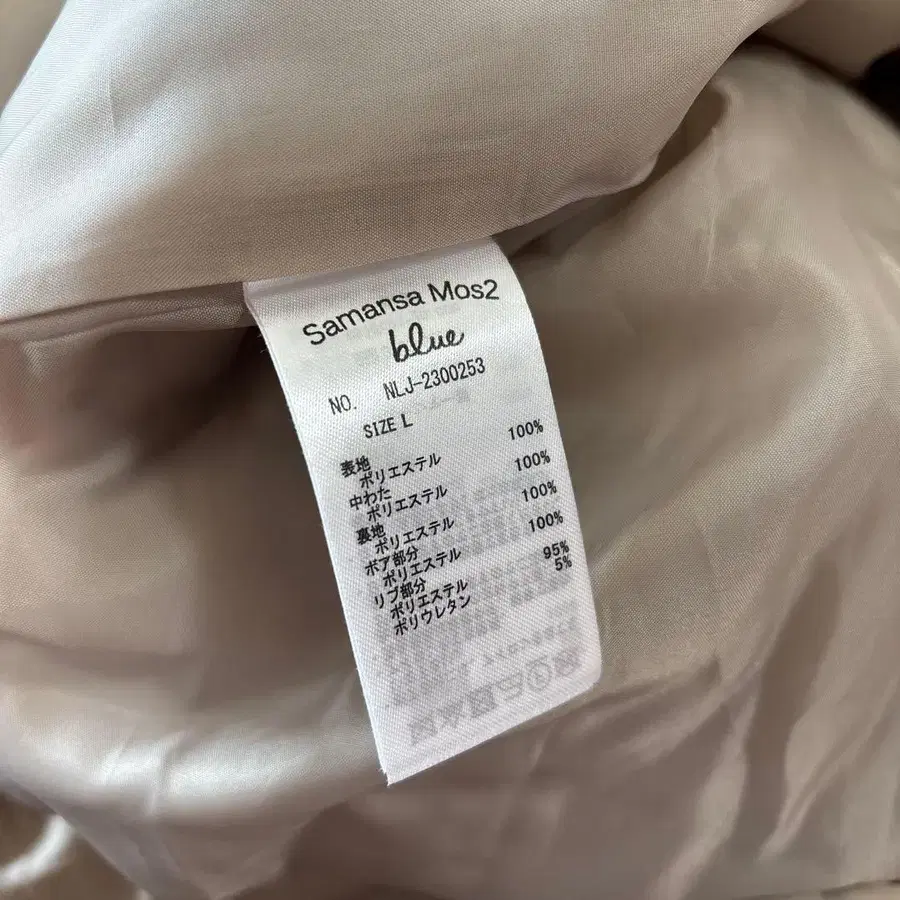 Samansa Mos2
blue
NO. NLJ-2300253
SIZE L
表地
ポリエステル 100%
中わた
ポリエステル 100%
裏地
ポリエステル 100%
ボア部分
ポリエステル 100%
リブ部分
ポリエステル 95%
ポリウレタン 5%